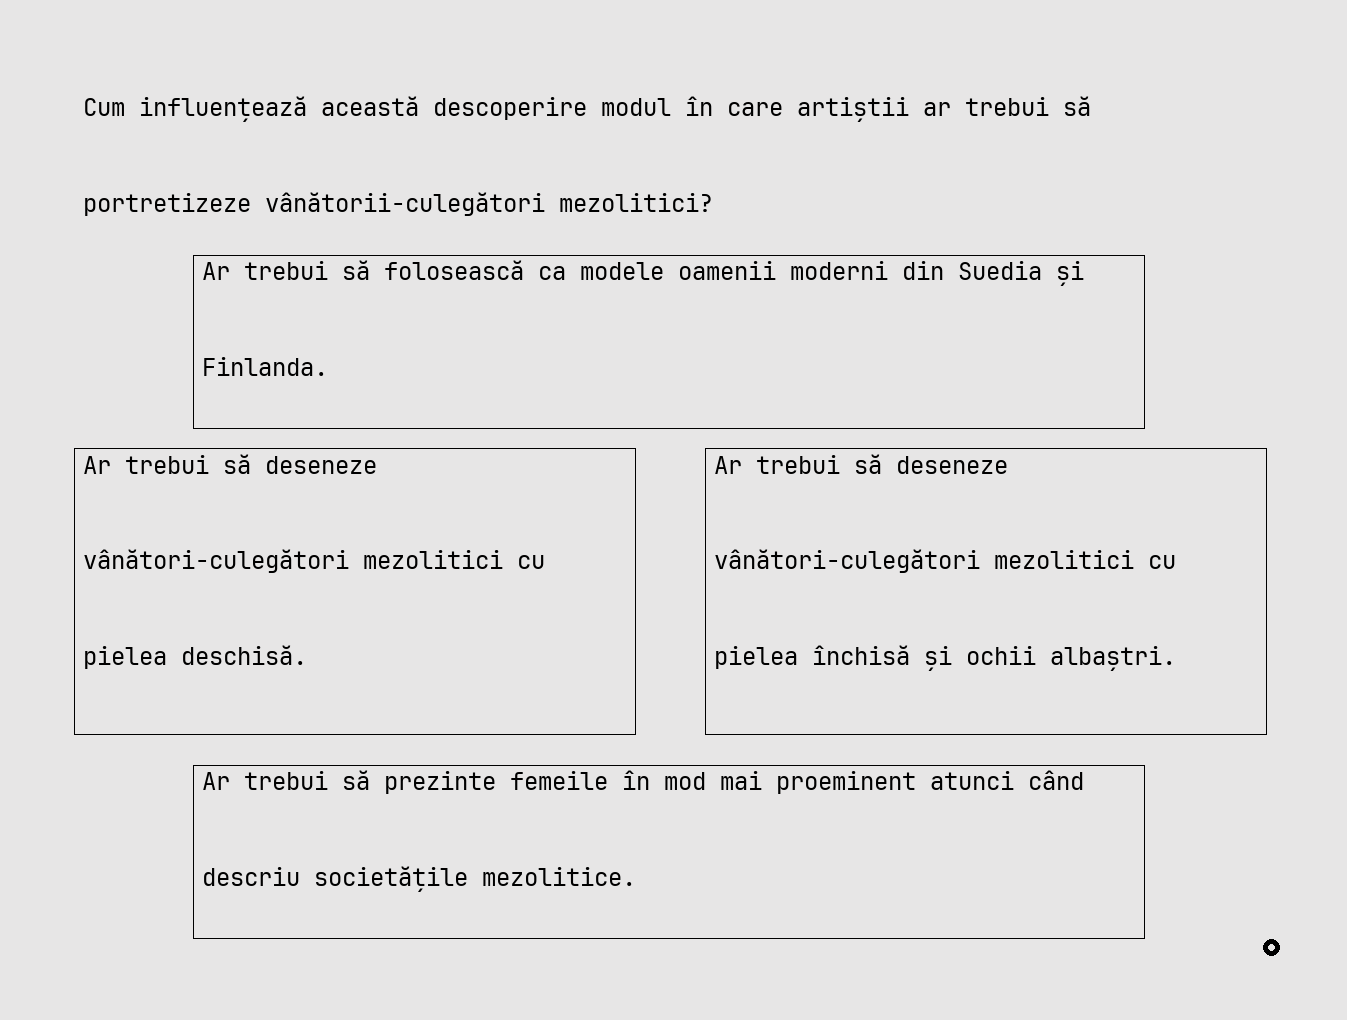 Cum influențează această descoperire modul în care artiștii ar trebui să
portretizeze vânătorii-culegători mezolitici?
Ar trebui să folosească ca modele oamenii moderni din Suedia și
Finlanda.
Ar trebui să deseneze
vânători-culegători mezolitici cu
pielea deschisă.
Ar trebui să deseneze
vânători-culegători mezolitici cu
pielea închisă și ochii albaștri.
Ar trebui să prezinte femeile în mod mai proeminent atunci când
descriu societățile mezolitice.